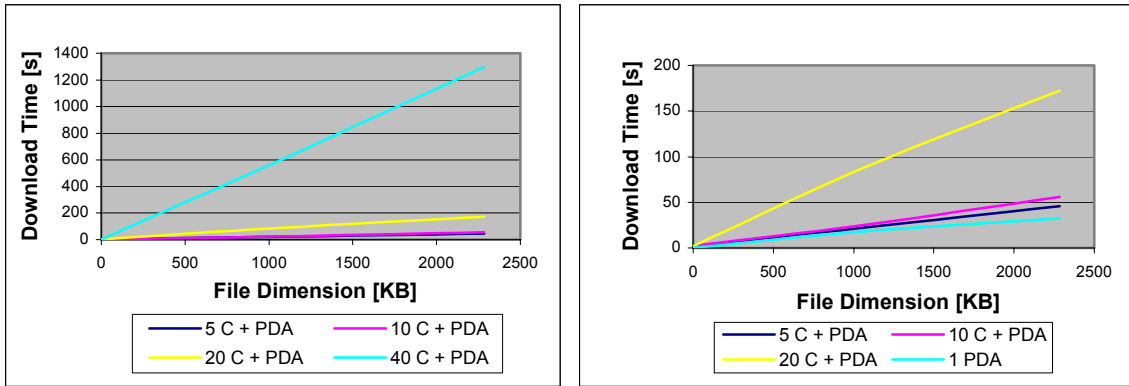 Download Time [s]
1400
1200
1000
800
600
400
200
0
0 500 1000 1500 2000 2500
File Dimension [KB]
5 C + PDA 10 C + PDA
20 C + PDA 40 C + PDA
Download Time [s]
200
150
100
50
0
0 500 1000 1500 2000 2500
File Dimension [KB]
5 C + PDA 10 C + PDA
20 C + PDA 1 PDA